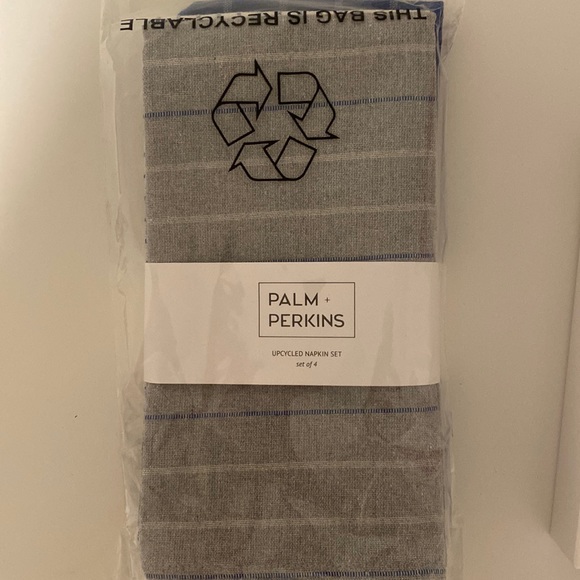 THIS BAG IS RECYCLABLE
PALM +
PERKINS
UPCYCLED NAPKIN SET
set of 4